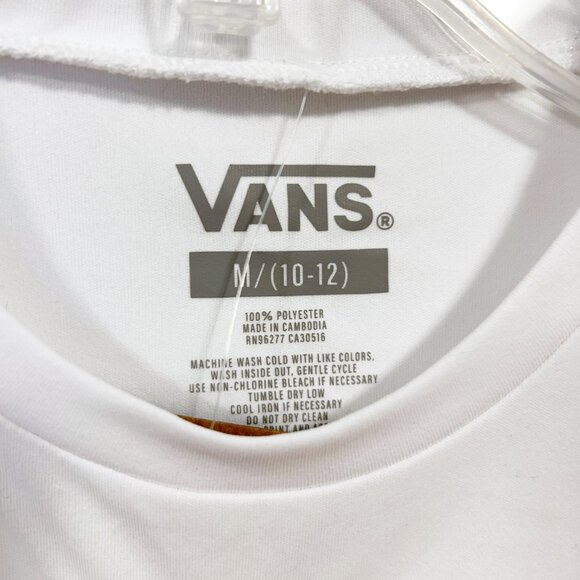 VANS®
M/(10-12)
100% POLYESTER
MADE IN CAMBODIA
RN96277 CA30516
MACHINE WASH COLD WITH LIKE COLORS,
WASH INSIDE OUT, GENTLE CYCLE
USE NON-CHLORINE BLEACH IF NECESSARY
TUMBLE DRY LOW
COOL IRON IF NECESSARY
DO NOT DRY CLEAN
PRINT AND